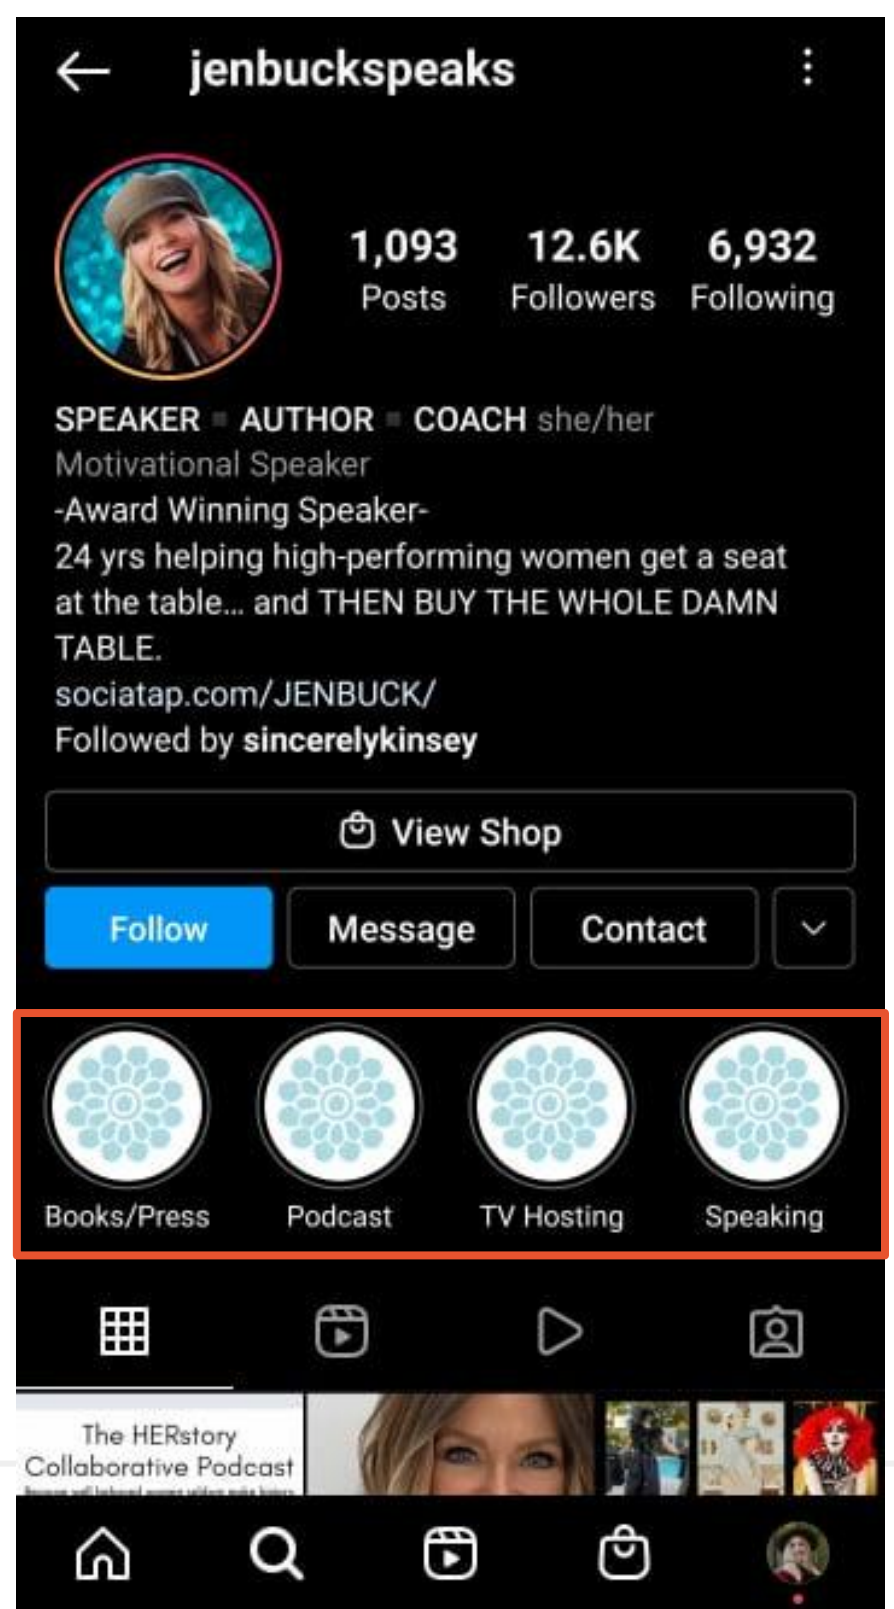 jenbuckspeaks
1,093 12.6K 6,932
Posts Followers Following
SPEAKER ▪ AUTHOR ▪ COACH she/her
Motivational Speaker
-Award Winning Speaker-
24 yrs helping high-performing women get a seat
at the table... and THEN BUY THE WHOLE DAMN
TABLE.
sociatap.com/JENBUCK/
Followed by sincerelykinsey
View Shop
Follow Message Contact
Books/Press Podcast TV Hosting Speaking
The HERstory
Collaborative Podcast